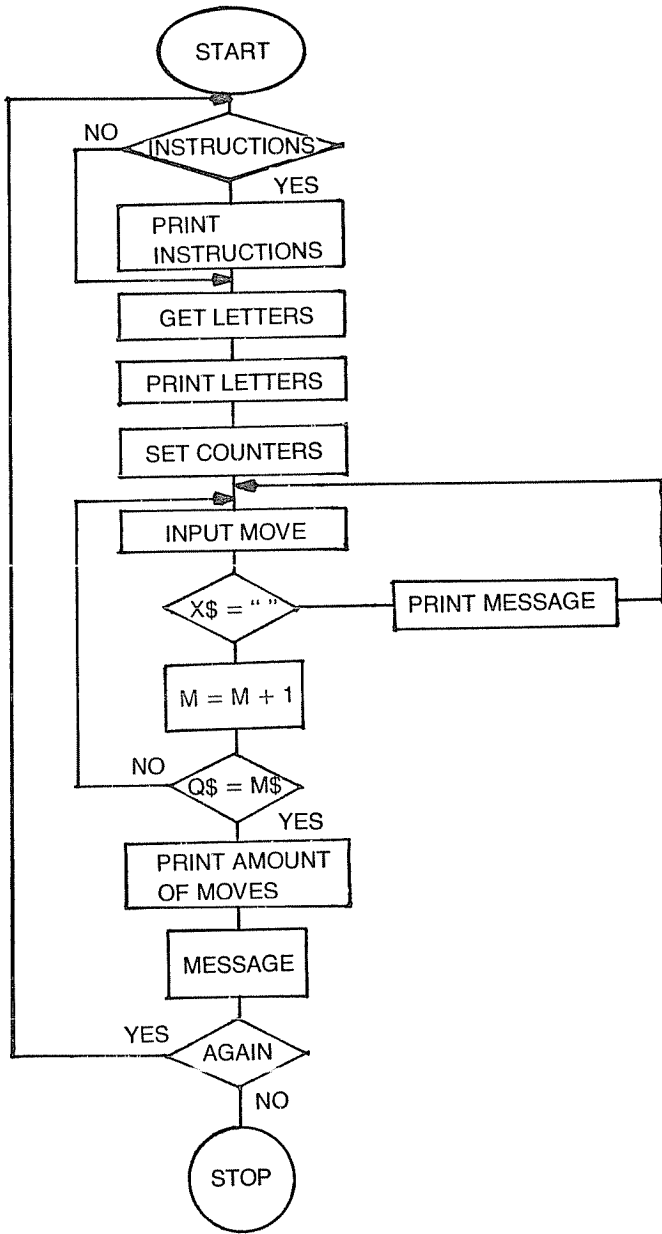 START
NO
INSTRUCTIONS
YES
PRINT
INSTRUCTIONS
GET LETTERS
PRINT LETTERS
SET COUNTERS
INPUT MOVE
X$ = “ ”
PRINT MESSAGE
M = M + 1
NO
Q$ = M$
YES
PRINT AMOUNT
OF MOVES
MESSAGE
YES
AGAIN
NO
STOP